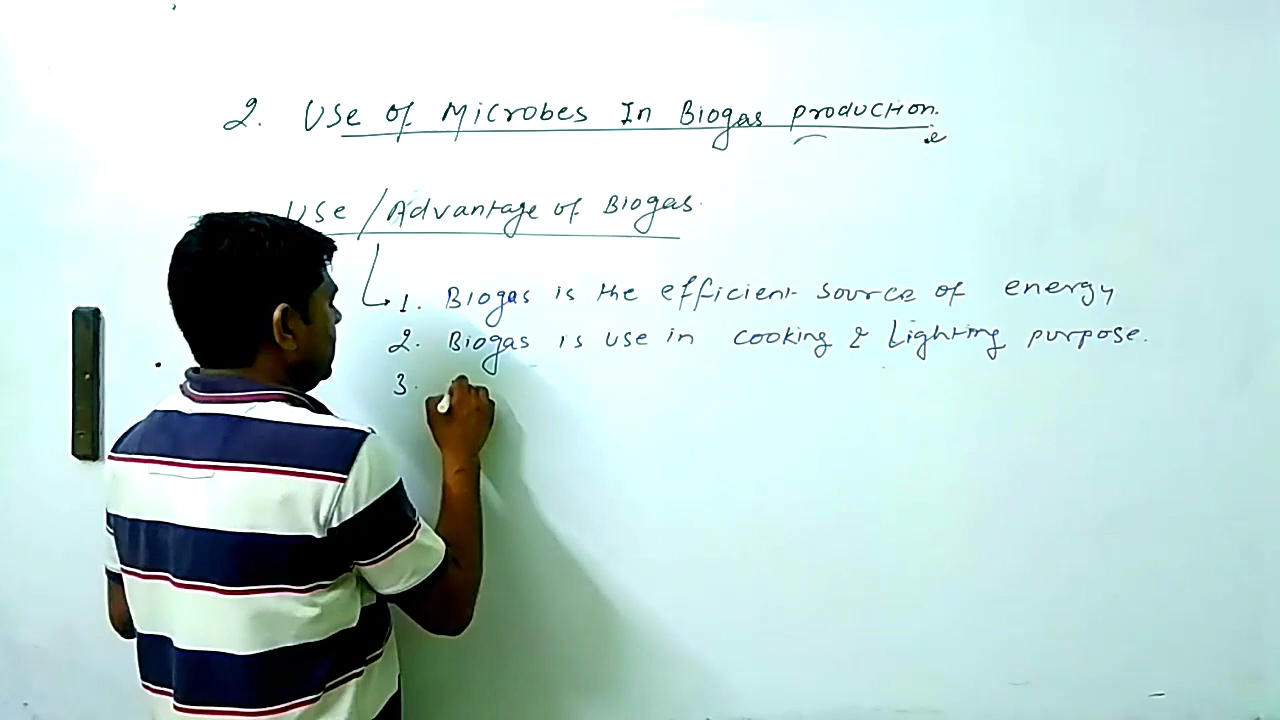 2. Use of Microbes In Biogas production.
Use / Advantage of Biogas.
1. Biogas is the efficient source of energy
2. Biogas is use in cooking & Lighting purpose.
3.